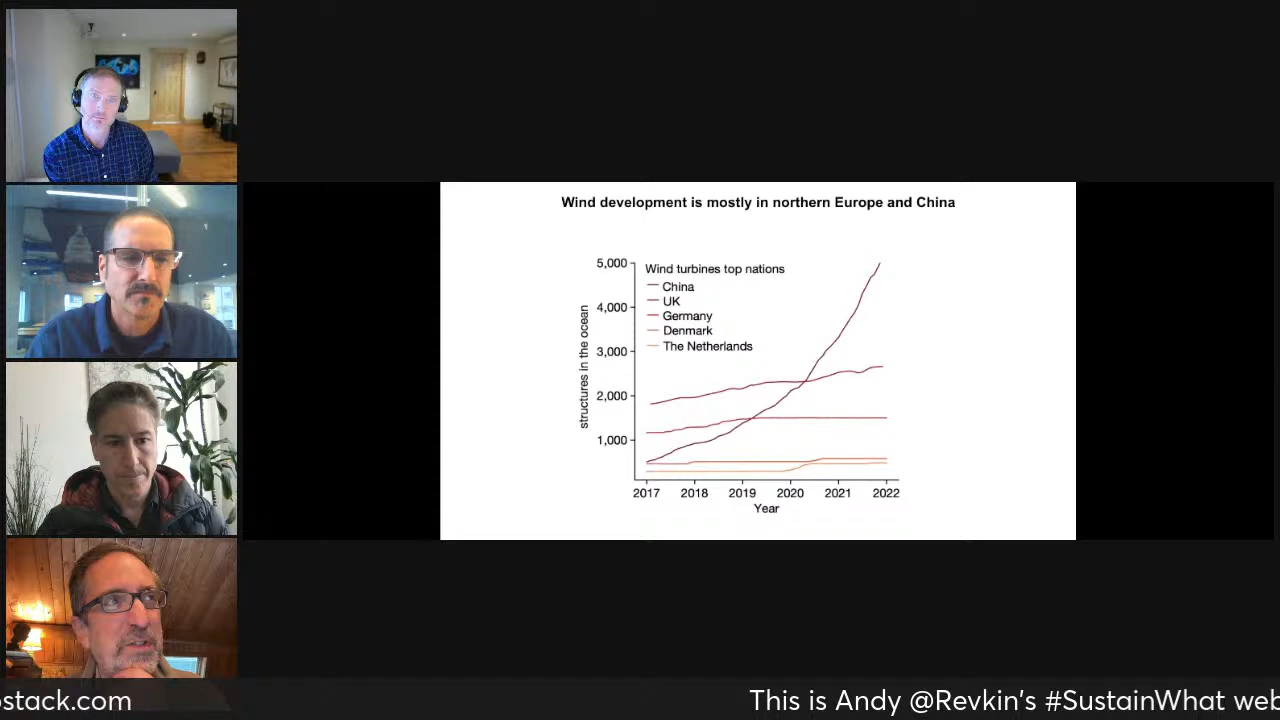 Wind development is mostly in northern Europe and China
Wind turbines top nations
China
UK
Germany
Denmark
The Netherlands
structures in the ocean
5,000
4,000
3,000
2,000
1,000
2017 2018 2019 2020 2021 2022
Year
ostack.com
This is Andy @Revkin's #SustainWhat web